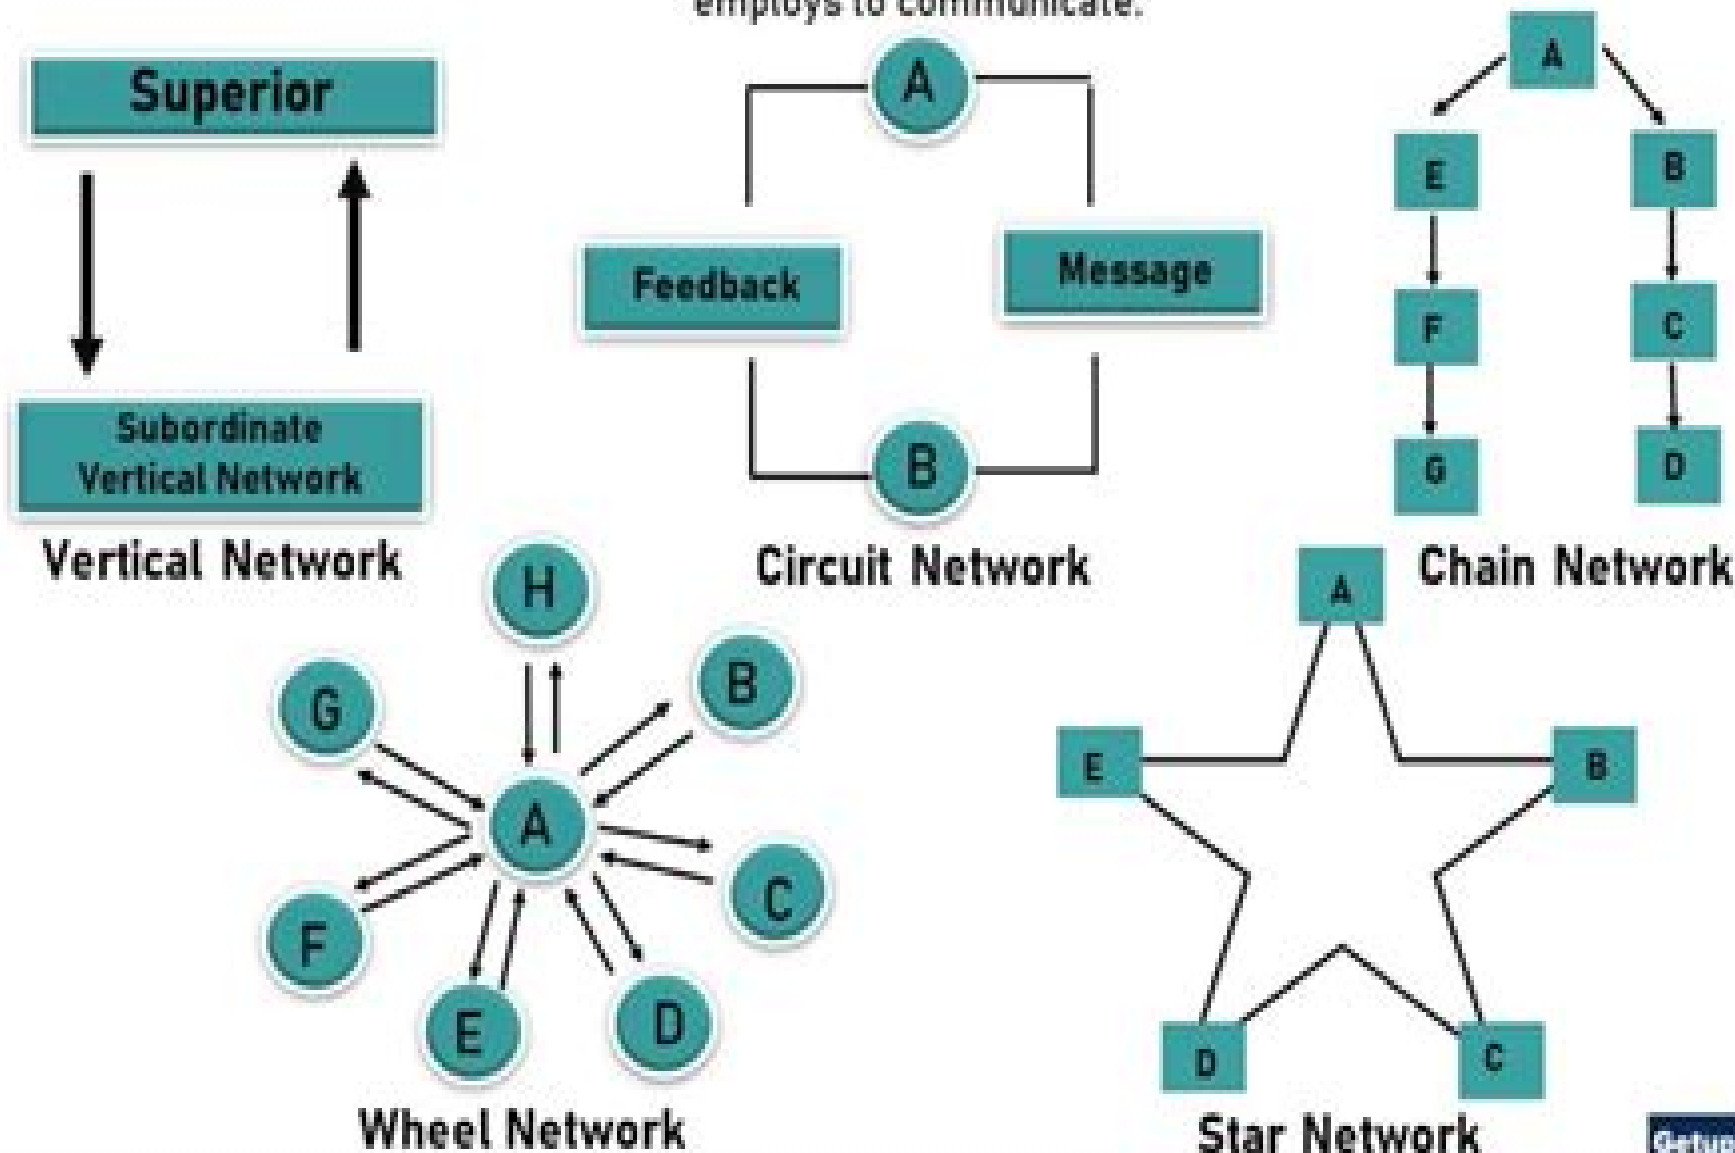 employs to communicate.
Superior
Subordinate
Vertical Network
Vertical Network
A
Feedback
Message
B
Circuit Network
A
E
B
F
C
G
D
Chain Network
H
G
B
A
C
F
E
D
Wheel Network
A
E
B
D
C
Star Network